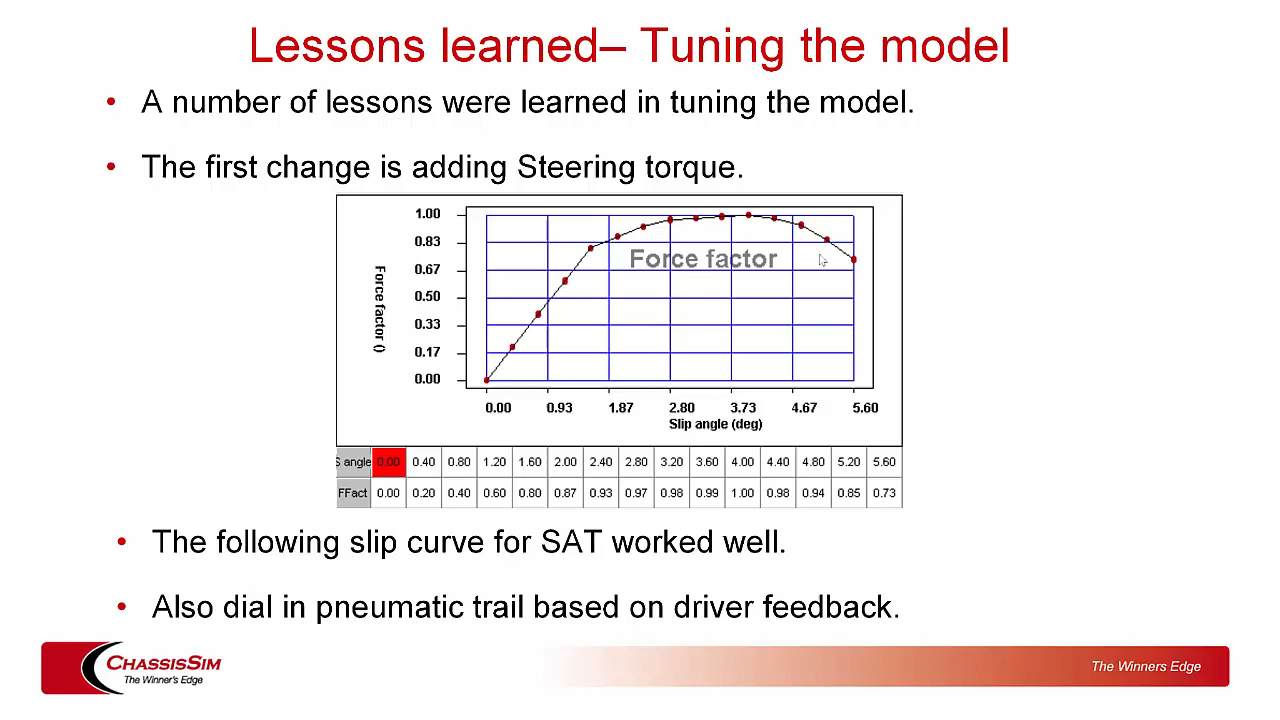 Lessons learned– Tuning the model
• A number of lessons were learned in tuning the model.
• The first change is adding Steering torque.
1.00
0.83
0.67
0.50
0.33
0.17
0.00
Force factor ()
Force factor
0.00 0.93 1.87 2.80 3.73 4.67 5.60
Slip angle (deg)
S angle 0.00 0.40 0.80 1.20 1.60 2.00 2.40 2.80 3.20 3.60 4.00 4.40 4.80 5.20 5.60
FFact 0.00 0.20 0.40 0.60 0.80 0.87 0.93 0.97 0.98 0.99 1.00 0.98 0.94 0.85 0.73
• The following slip curve for SAT worked well.
• Also dial in pneumatic trail based on driver feedback.
CHASSISSIM
The Winner's Edge
The Winners Edge